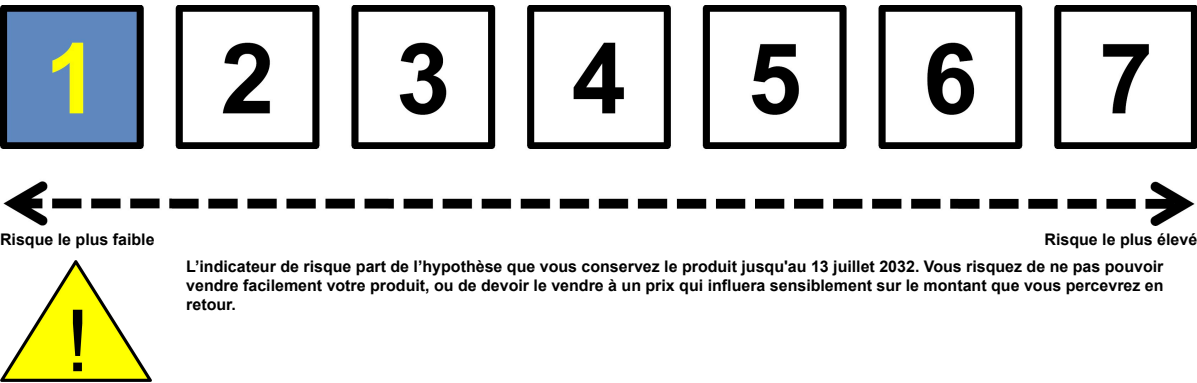 1 2 3 4 5 6 7
Risque le plus faible Risque le plus élevé
L’indicateur de risque part de l’hypothèse que vous conservez le produit jusqu'au 13 juillet 2032. Vous risquez de ne pas pouvoir
vendre facilement votre produit, ou de devoir le vendre à un prix qui influera sensiblement sur le montant que vous percevrez en
retour.
!